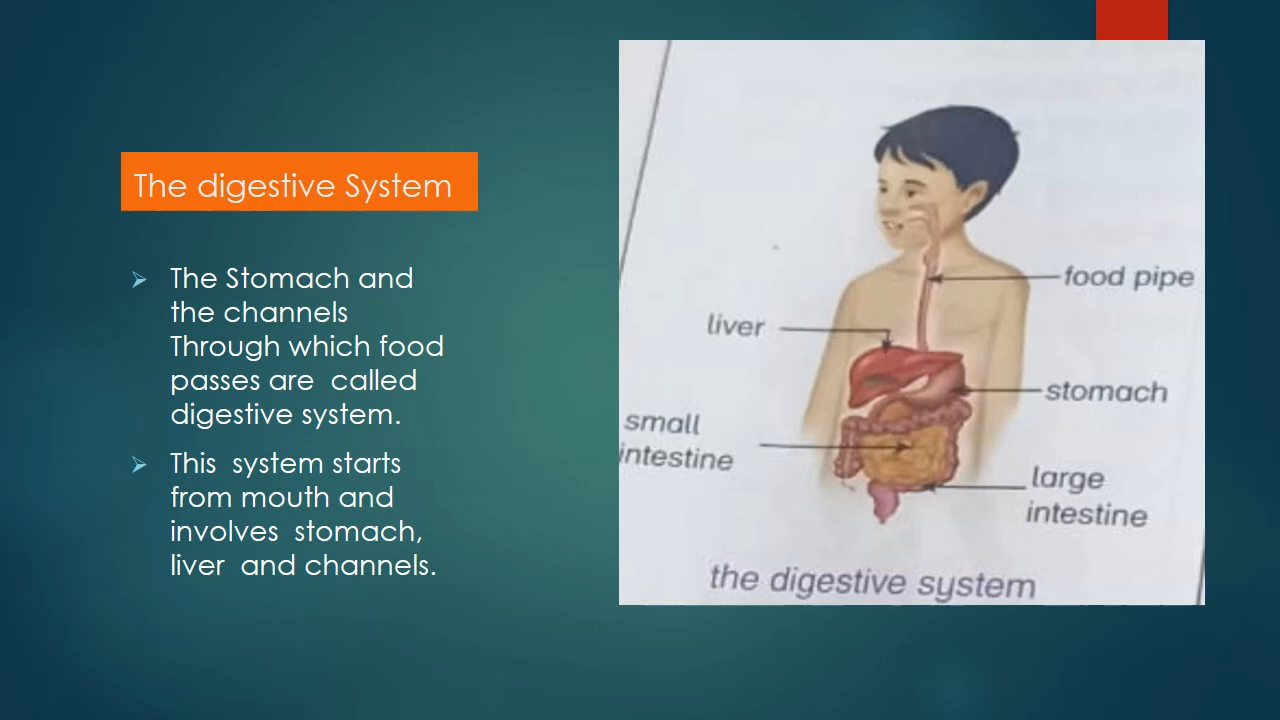 The digestive System
The Stomach and
the channels
Through which food
passes are called
digestive system.
This system starts
from mouth and
involves stomach,
liver and channels.
food pipe
liver
stomach
small
intestine
large
intestine
the digestive system